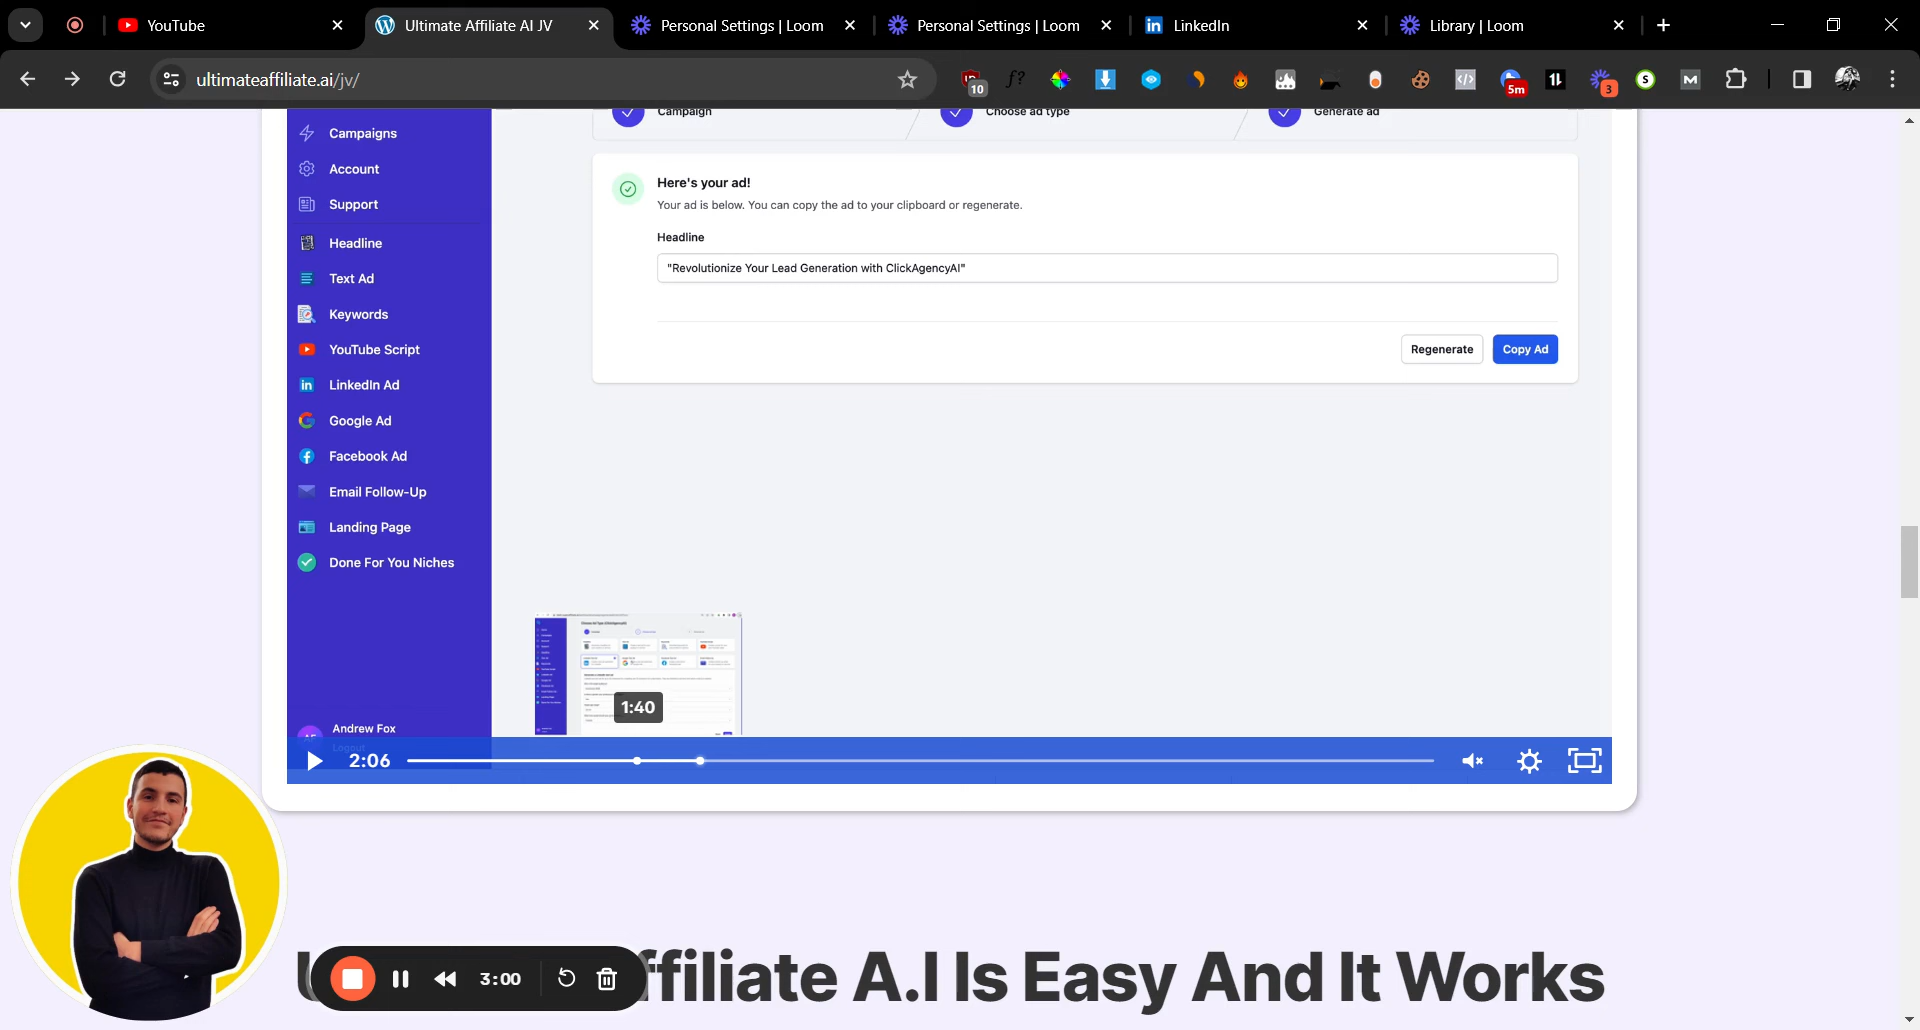 YouTube
Ultimate Affiliate AI JV
Personal Settings | Loom
Personal Settings | Loom
LinkedIn
Library | Loom
ultimateaffiliate.ai/jv/
10
5m
3
Campaigns
Account
Support
Headline
Text Ad
Keywords
YouTube Script
LinkedIn Ad
Google Ad
Facebook Ad
Email Follow-Up
Landing Page
Done For You Niches
Andrew Fox
Logout
Campaign
Choose ad type
Generate ad
Here's your ad!
Your ad is below. You can copy the ad to your clipboard or regenerate.
Headline
"Revolutionize Your Lead Generation with ClickAgencyAI"
Regenerate
Copy Ad
1:40
2:06
ffiliate A.I Is Easy And It Works
3:00